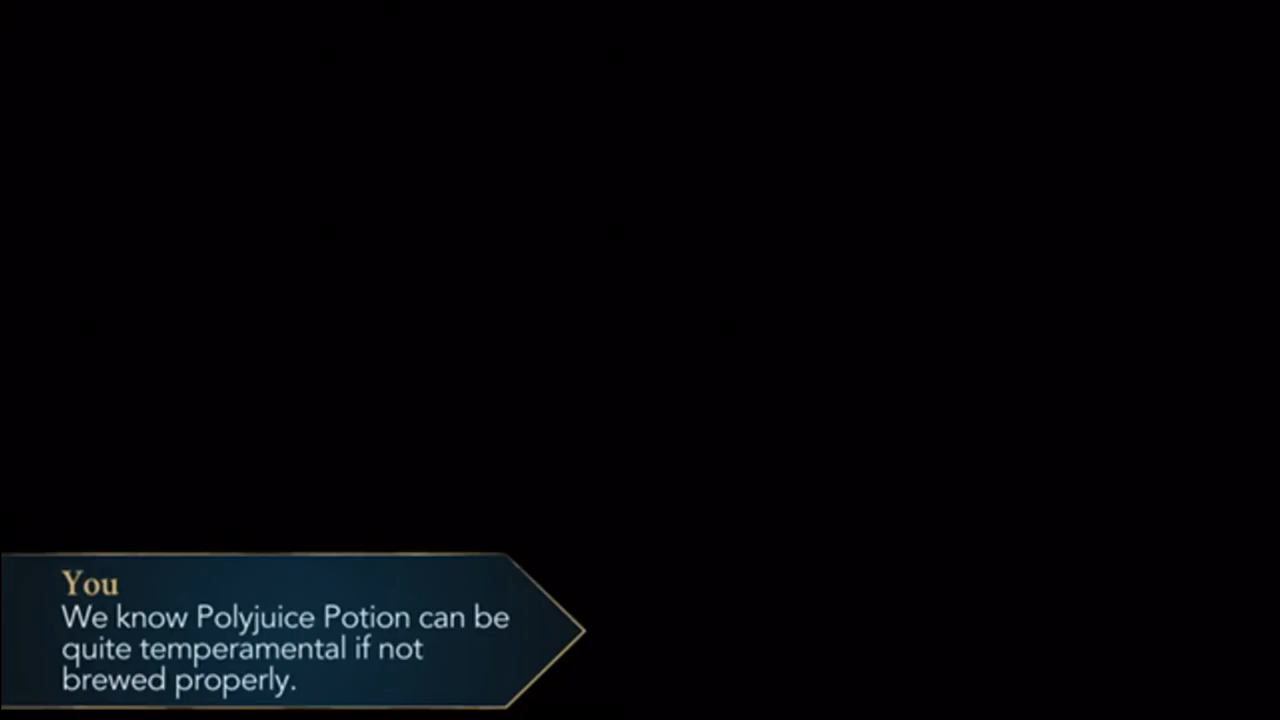 You
We know Polyjuice Potion can be
quite temperamental if not
brewed properly.